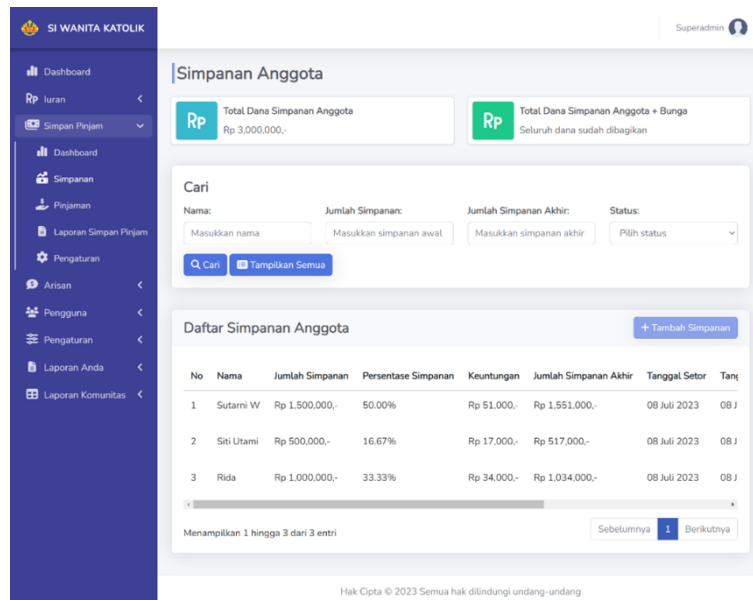 SI WANITA KATOLIK
Superadmin
Dashboard
Rp Iuran
Simpan Pinjam
Dashboard
Simpanan
Pinjaman
Laporan Simpan Pinjam
Pengaturan
Arisan
Pengguna
Pengaturan
Laporan Anda
Laporan Komunitas
Simpanan Anggota
Rp
Total Dana Simpanan Anggota
Rp 3,000,000,-
Rp
Total Dana Simpanan Anggota + Bunga
Seluruh dana sudah dibagikan
Cari
Nama: Jumlah Simpanan: Jumlah Simpanan Akhir: Status:
Masukkan nama Masukkan simpanan awal Masukkan simpanan akhir Pilih status
Cari Tampilkan Semua
Daftar Simpanan Anggota + Tambah Simpanan
No Nama Jumlah Simpanan Persentase Simpanan Keuntungan Jumlah Simpanan Akhir Tanggal Setor Tang
1 Sutarni W Rp 1,500,000,- 50.00% Rp 51,000,- Rp 1,551,000,- 08 Juli 2023 08 J
2 Siti Utami Rp 500,000,- 16.67% Rp 17,000,- Rp 517,000,- 08 Juli 2023 08 J
3 Rida Rp 1,000,000,- 33.33% Rp 34,000,- Rp 1,034,000,- 08 Juli 2023 08 J
Menampilkan 1 hingga 3 dari 3 entri
Sebelumnya 1 Berikutnya
Hak Cipta © 2023 Semua hak dilindungi undang-undang